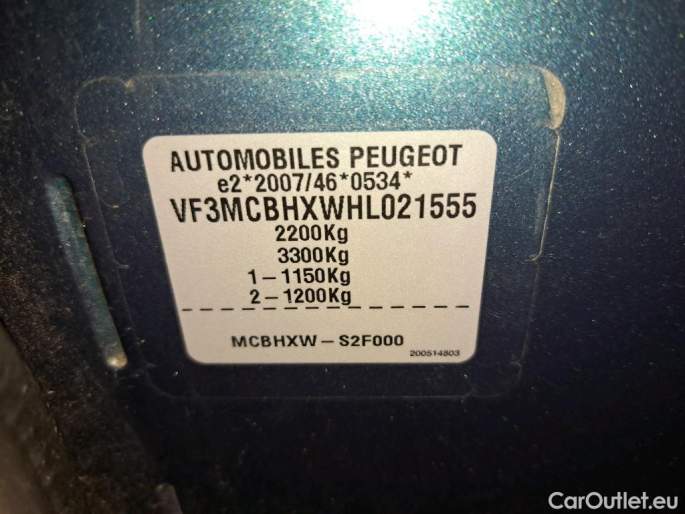 AUTOMOBILES PEUGEOT
e2*2007/46*0534*
VF3MCBHXWHL021555
2200Kg
3300Kg
1-1150Kg
2-1200Kg
MCBHXW-S2F000
200514803
CarOutlet.eu